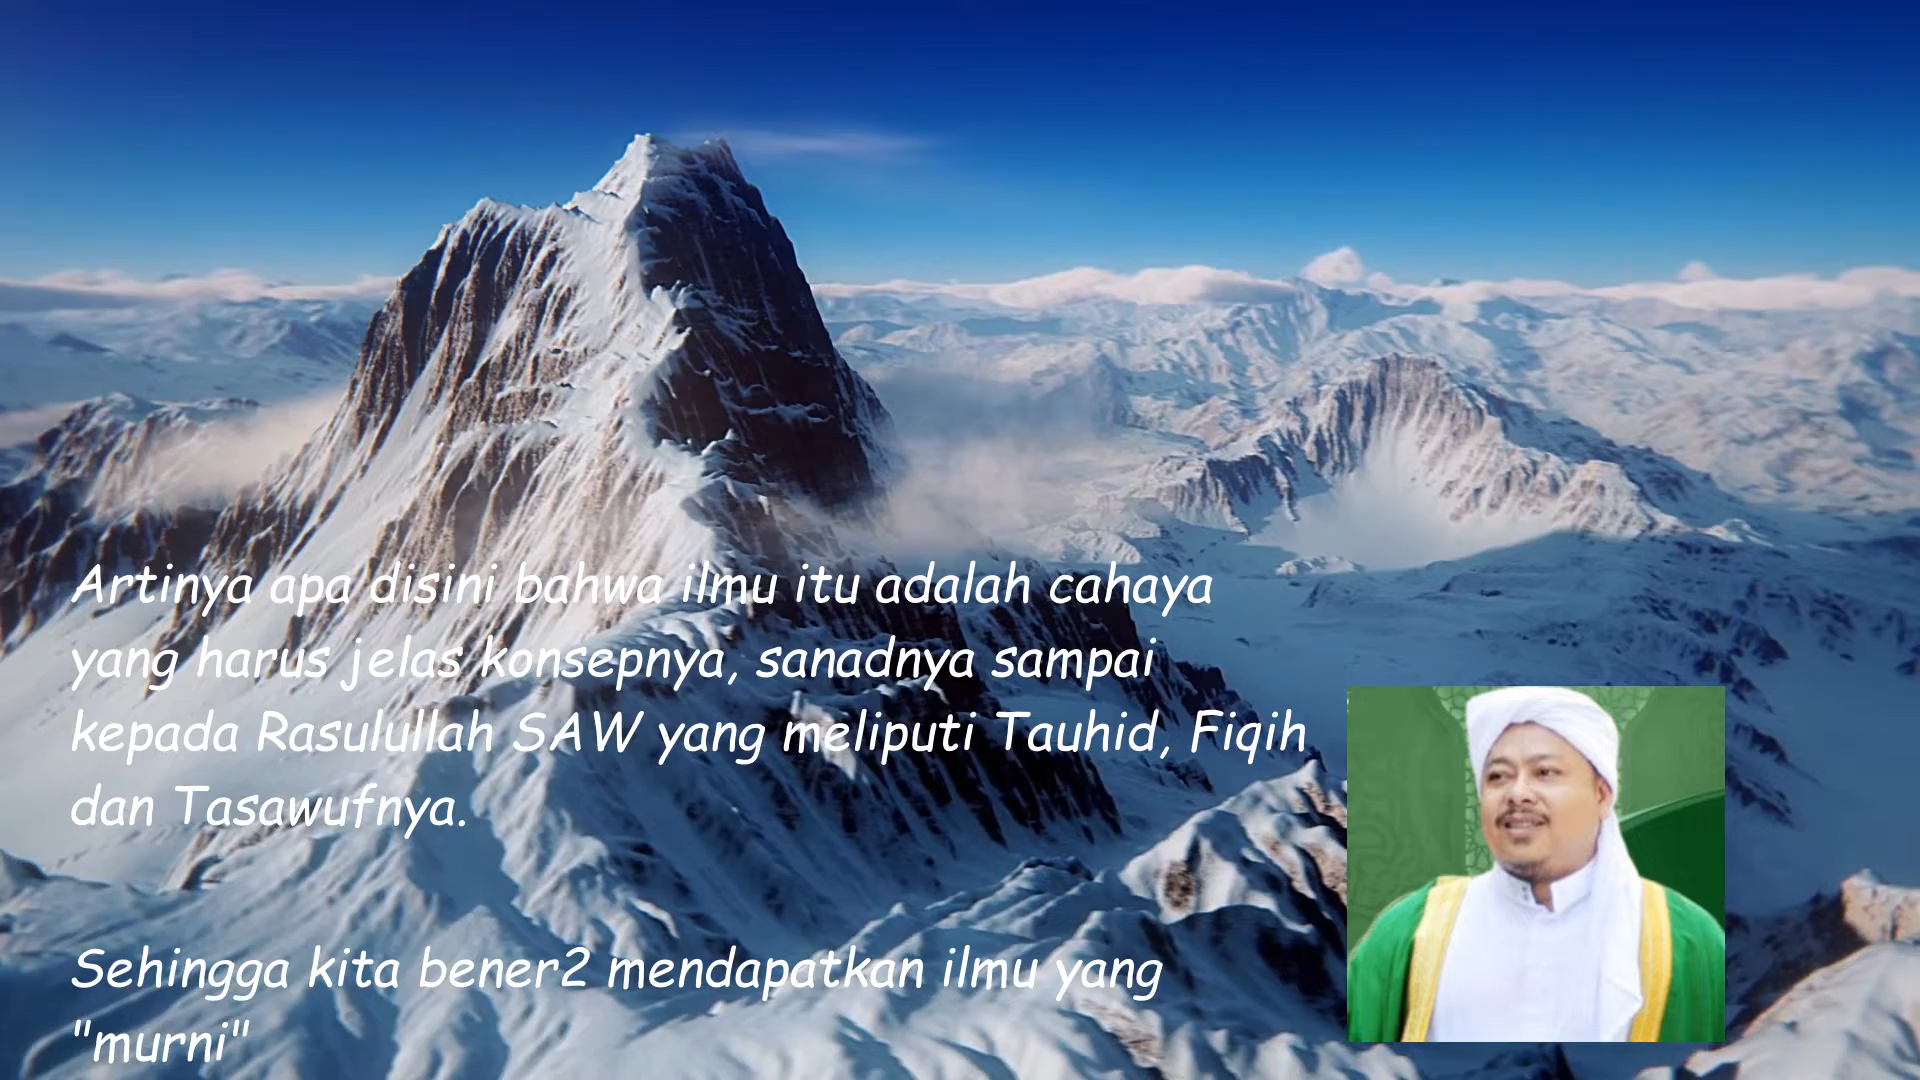 Artinya apa disini bahwa ilmu itu adalah cahaya
yang harus jelas konsepnya, sanadnya sampai
kepada Rasulullah SAW yang meliputi Tauhid, Fiqih
dan Tasawufnya.
Sehingga kita bener2 mendapatkan ilmu yang
"murni"